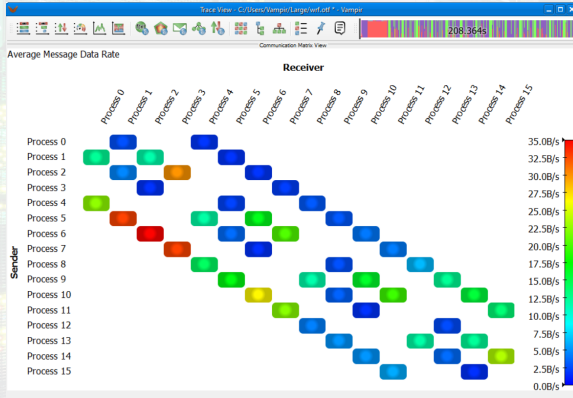 Trace View - C:/Users/Vampir/Large/wrf.otf * - Vampir
208.364s
Communication Matrix View
Average Message Data Rate
Receiver
Process 0
Process 1
Process 2
Process 3
Process 4
Process 5
Process 6
Process 7
Process 8
Process 9
Process 10
Process 11
Process 12
Process 13
Process 14
Process 15
Sender
Process 0
Process 1
Process 2
Process 3
Process 4
Process 5
Process 6
Process 7
Process 8
Process 9
Process 10
Process 11
Process 12
Process 13
Process 14
Process 15
35.0B/s
32.5B/s
30.0B/s
27.5B/s
25.0B/s
22.5B/s
20.0B/s
17.5B/s
15.0B/s
12.5B/s
10.0B/s
7.5B/s
5.0B/s
2.5B/s
0.0B/s